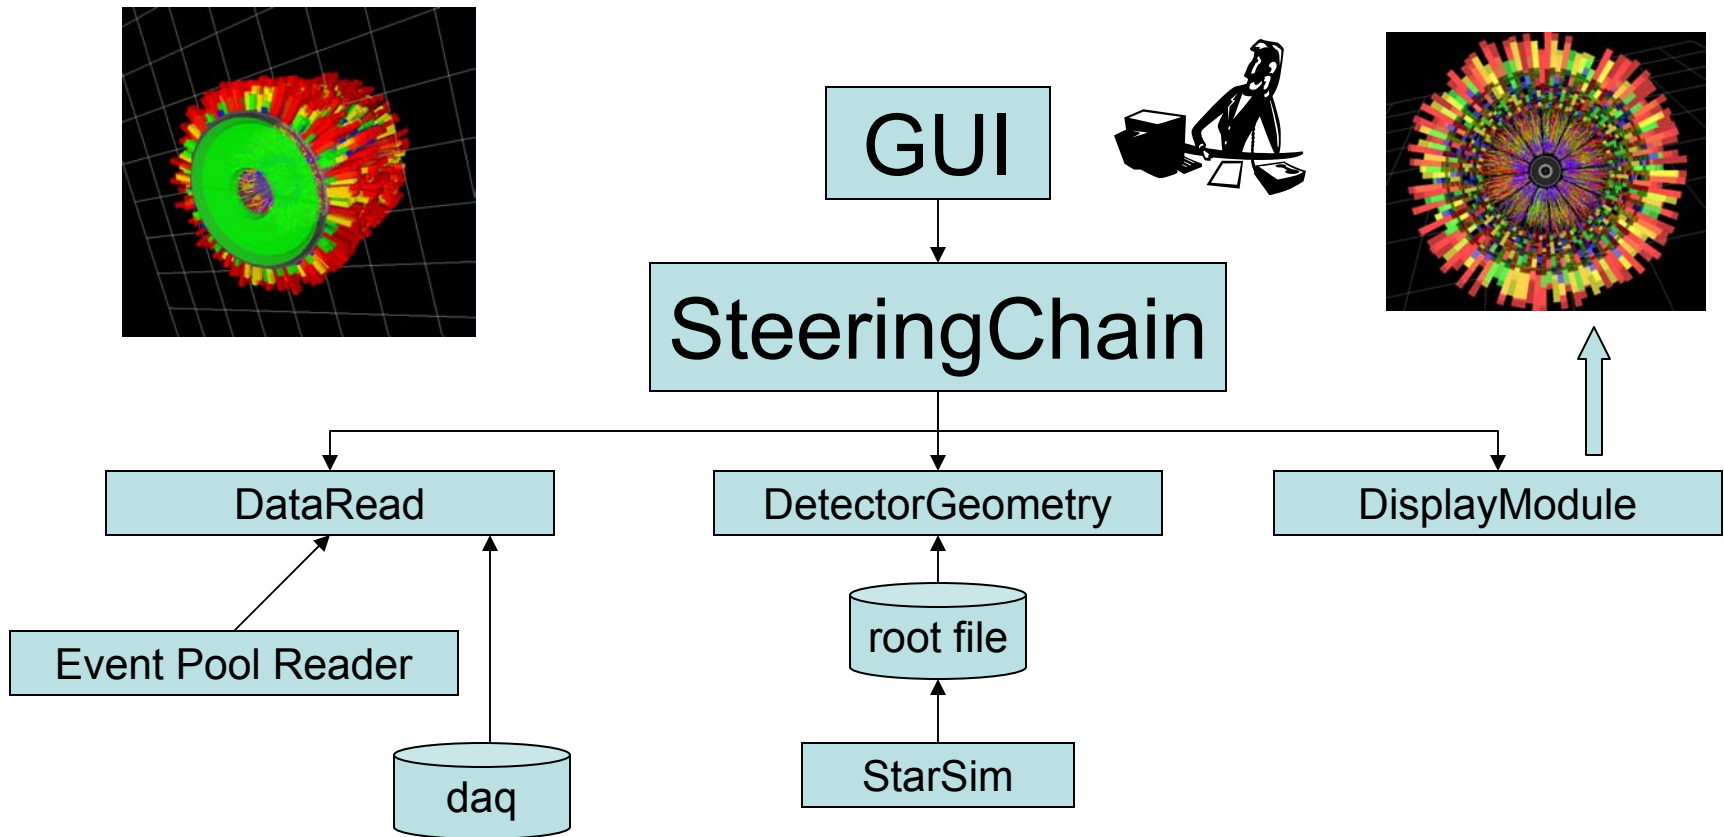 GUI
SteeringChain
DataRead
DetectorGeometry
DisplayModule
root file
Event Pool Reader
StarSim
daq